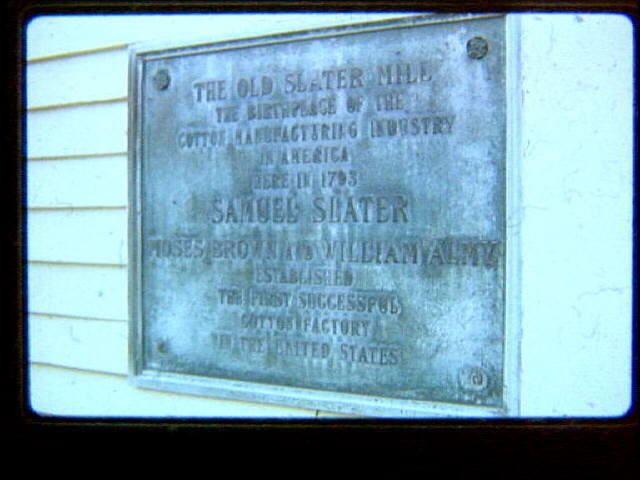 THE OLD SLATER MILL
THE BIRTHPLACE OF THE
COTTON MANUFACTURING INDUSTRY
IN AMERICA
HERE IN 1793
SAMUEL SLATER
MOSES BROWN AND WILLIAM ALMY
ESTABLISHED
THE FIRST SUCCESSFUL
COTTON FACTORY
IN THE UNITED STATES